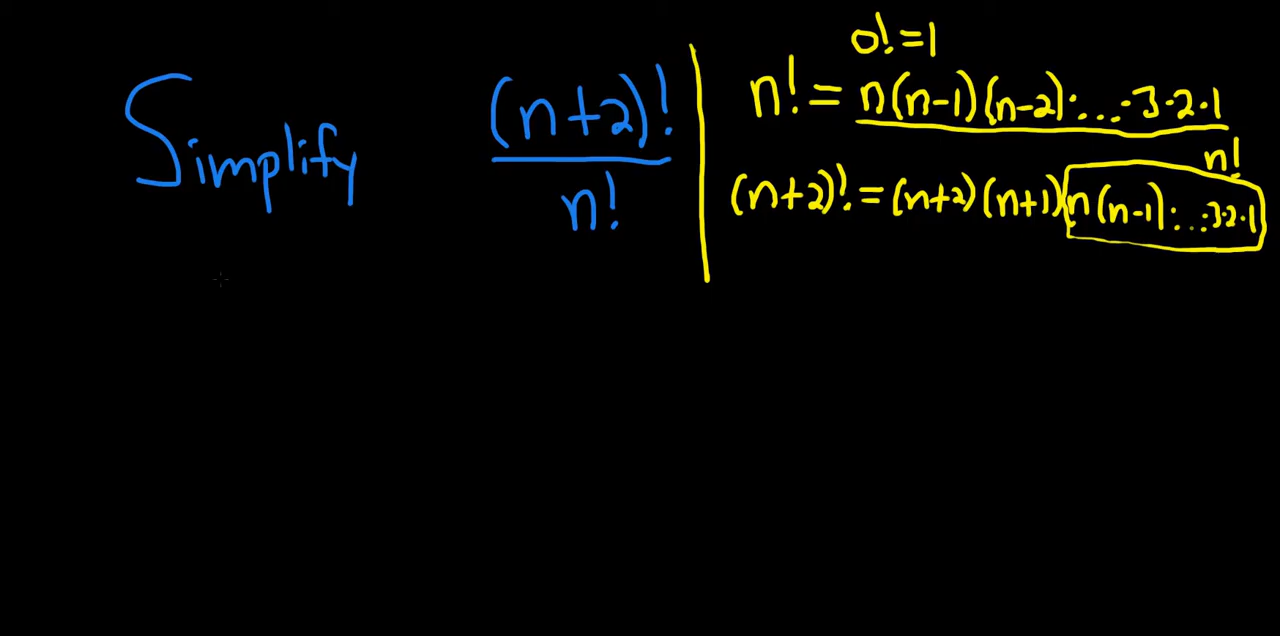 Simplify (n+2)!/n!
0! = 1
n! = n(n-1)(n-2)·...·3·2·1
n!
(n+2)! = (n+2)(n+1)n(n-1)·...·3·2·1